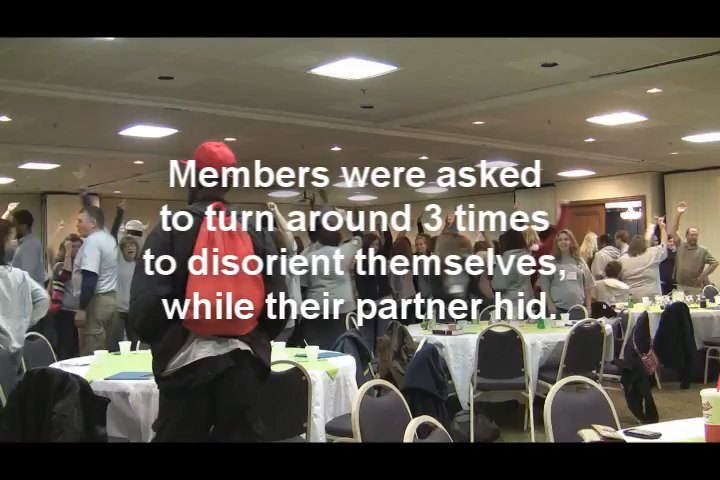 Members were asked
to turn around 3 times
to disorient themselves,
while their partner hid.